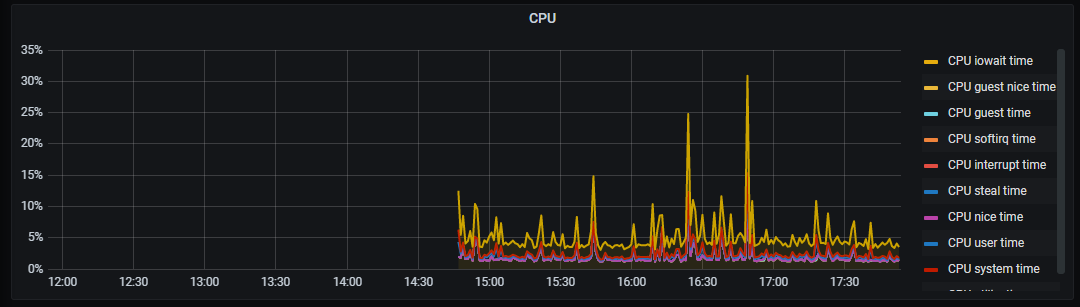 CPU
35%
30%
25%
20%
15%
10%
5%
0%
12:00 12:30 13:00 13:30 14:00 14:30 15:00 15:30 16:00 16:30 17:00 17:30
CPU iowait time
CPU guest nice time
CPU guest time
CPU softirq time
CPU interrupt time
CPU steal time
CPU nice time
CPU user time
CPU system time